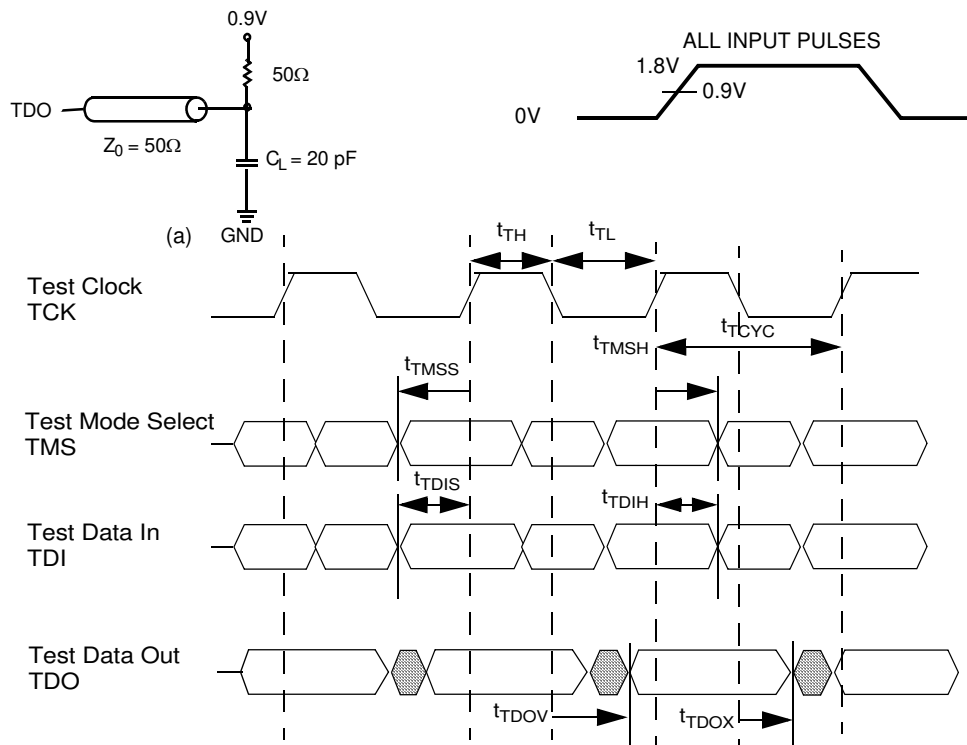 0.9V
50Ω
TDO
Z0 = 50Ω
CL = 20 pF
(a)
GND
ALL INPUT PULSES
1.8V
0.9V
0V
tTH
tTL
Test Clock
TCK
tTCYC
tTMSH
tTMSS
Test Mode Select
TMS
tTDIS
tTDIH
Test Data In
TDI
Test Data Out
TDO
tTDOV
tTDOX